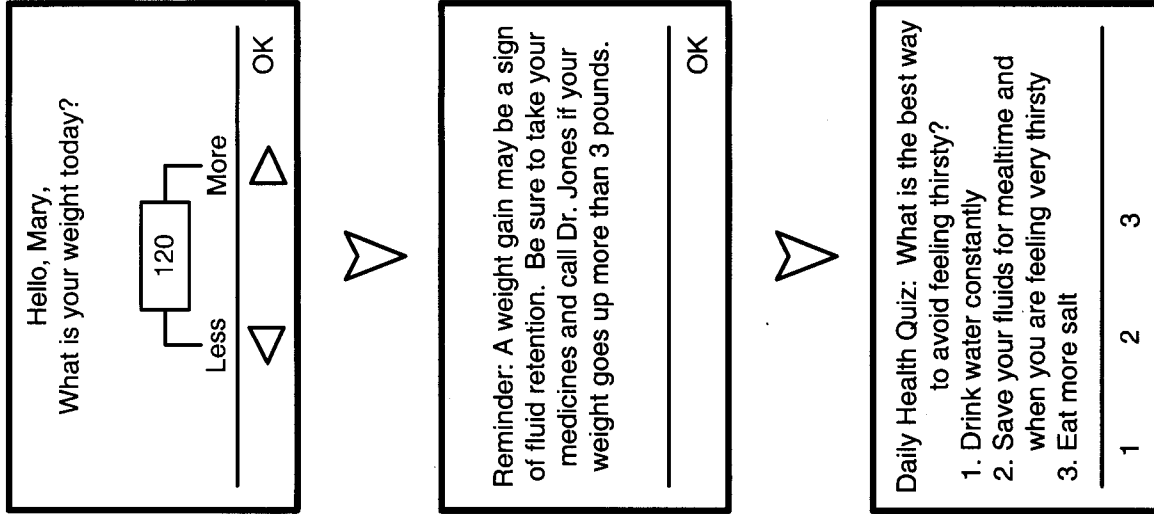 Hello, Mary,
What is your weight today?
120
Less More
OK
Reminder: A weight gain may be a sign
of fluid retention. Be sure to take your
medicines and call Dr. Jones if your
weight goes up more than 3 pounds.
OK
Daily Health Quiz: What is the best way
to avoid feeling thirsty?
1. Drink water constantly
2. Save your fluids for mealtime and
when you are feeling very thirsty
3. Eat more salt
1 2 3